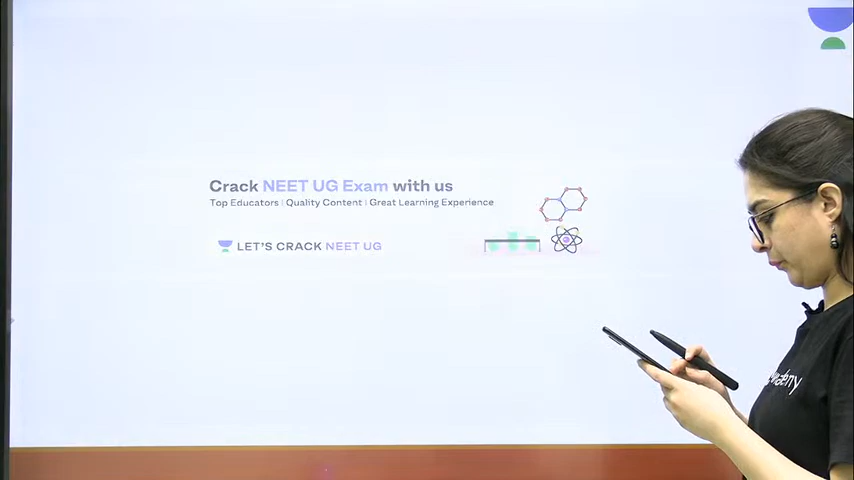 Crack NEET UG Exam with us
Top Educators | Quality Content | Great Learning Experience
LET'S CRACK NEET UG